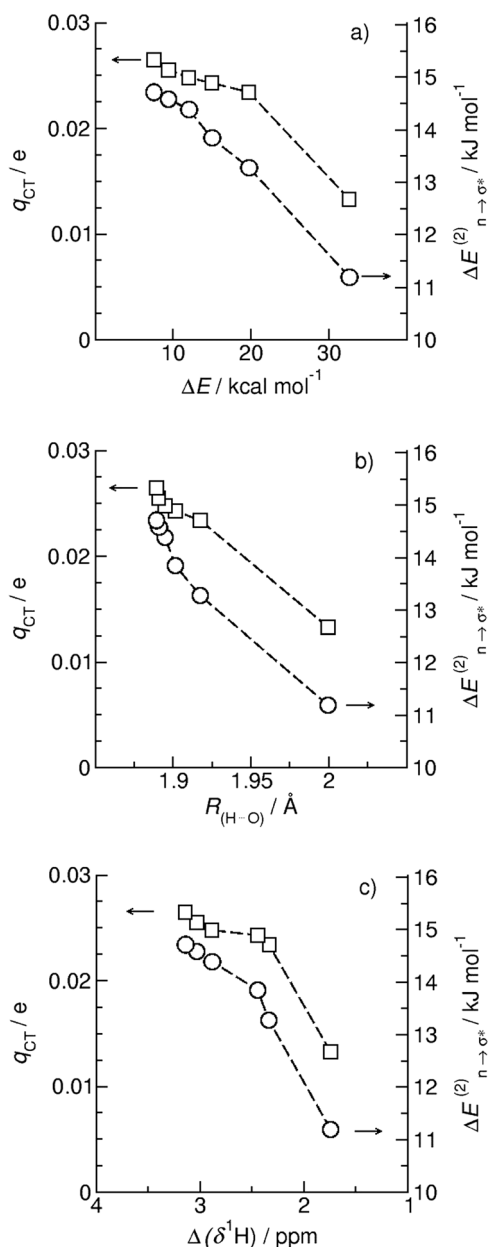 a)
0.03
0.02
0.01
0
q_CT / e
16
15
14
13
12
11
10
ΔE^(2)_n→σ* / kJ mol^-1
10 20 30
ΔE / kcal mol^-1
b)
0.03
0.02
0.01
0
q_CT / e
16
15
14
13
12
11
10
ΔE^(2)_n→σ* / kJ mol^-1
1.9 1.95 2
R_(H···O) / Å
c)
0.03
0.02
0.01
0
q_CT / e
16
15
14
13
12
11
10
ΔE^(2)_n→σ* / kJ mol^-1
4 3 2 1
Δ(δ^1H) / ppm